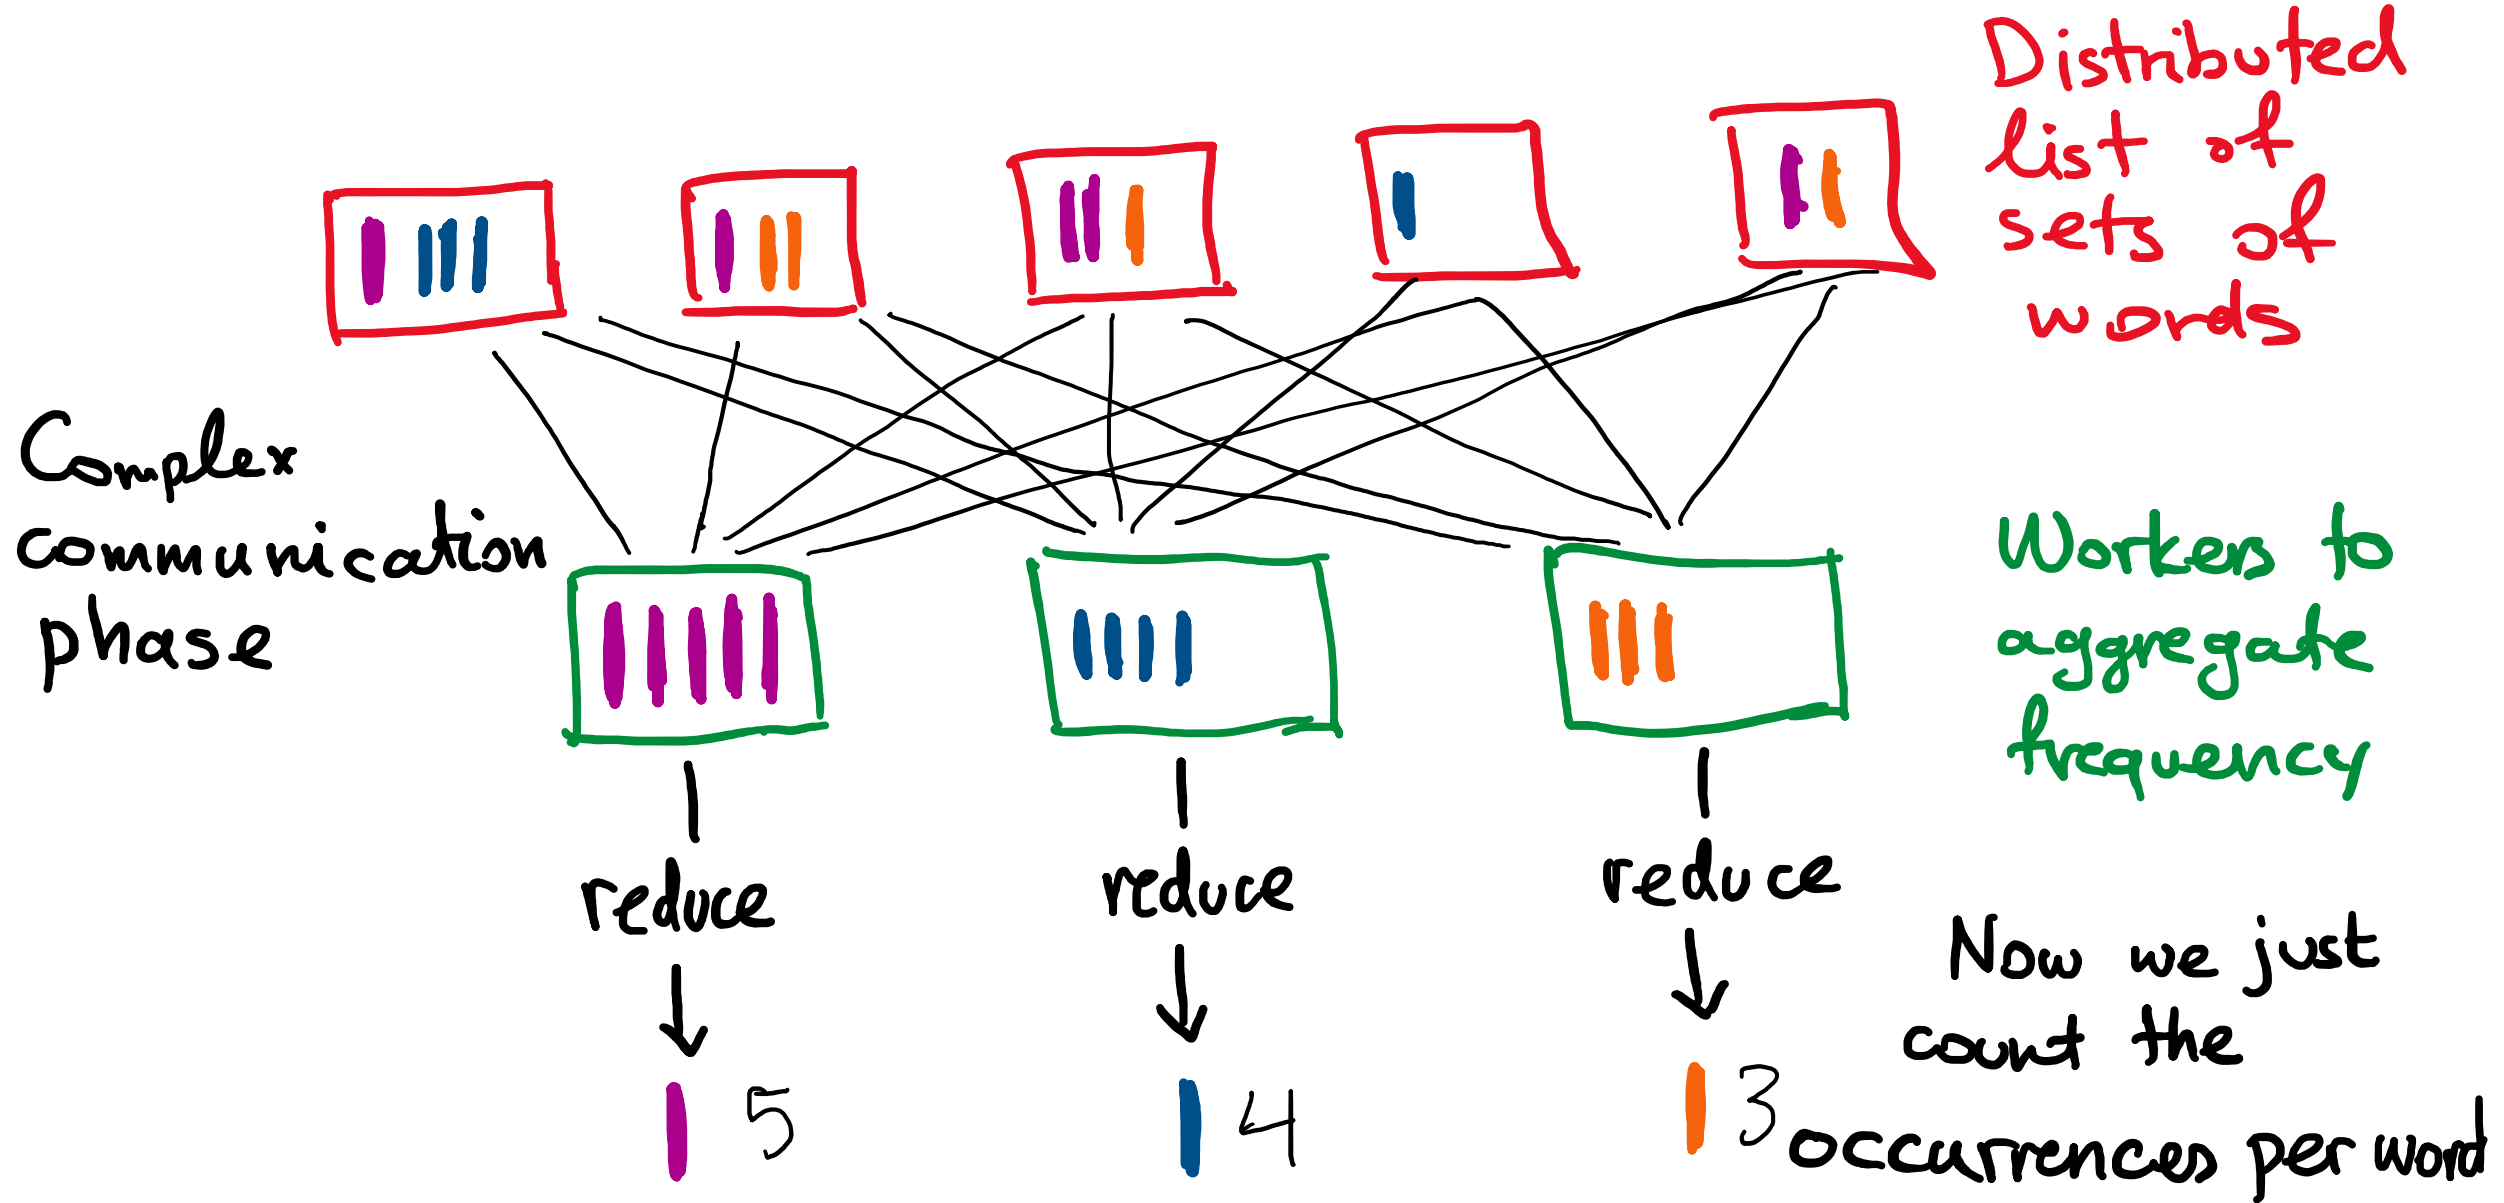 Distributed
list of
sets of
words
Complex
communication
phase
Workers to
aggregate
frequency
reduce
reduce
reduce
Now we just
count the
occurrences per word
5
4
3